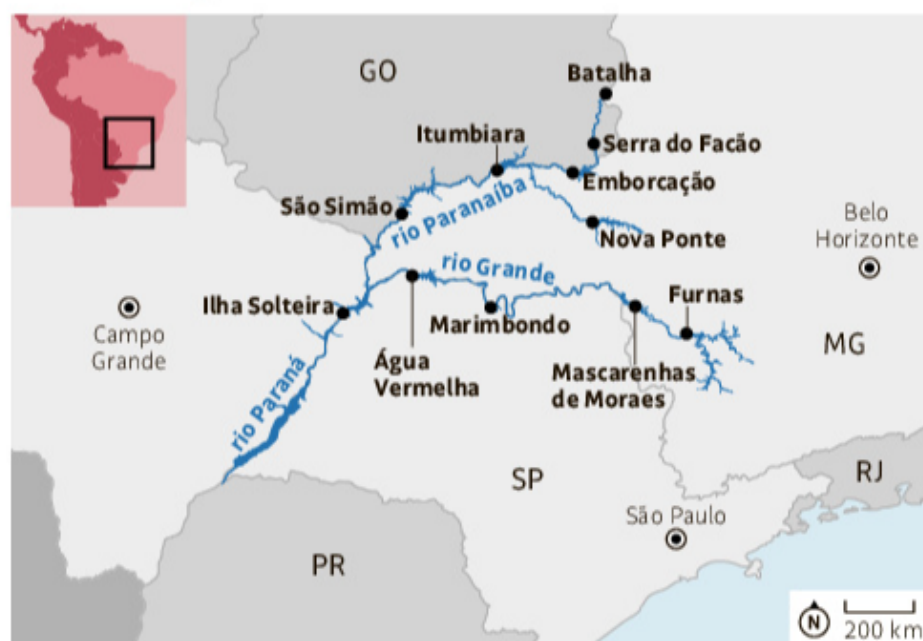 GO
Batalha
Itumbiara
Serra do Facão
Emborcação
São Simão
rio Paranaíba
Nova Ponte
Belo
Horizonte
rio Grande
Ilha Solteira
Furnas
Marimbondo
Campo
Grande
Água
Vermelha
Mascarenhas
de Moraes
MG
rio Paraná
SP
RJ
São Paulo
PR
N
200 km